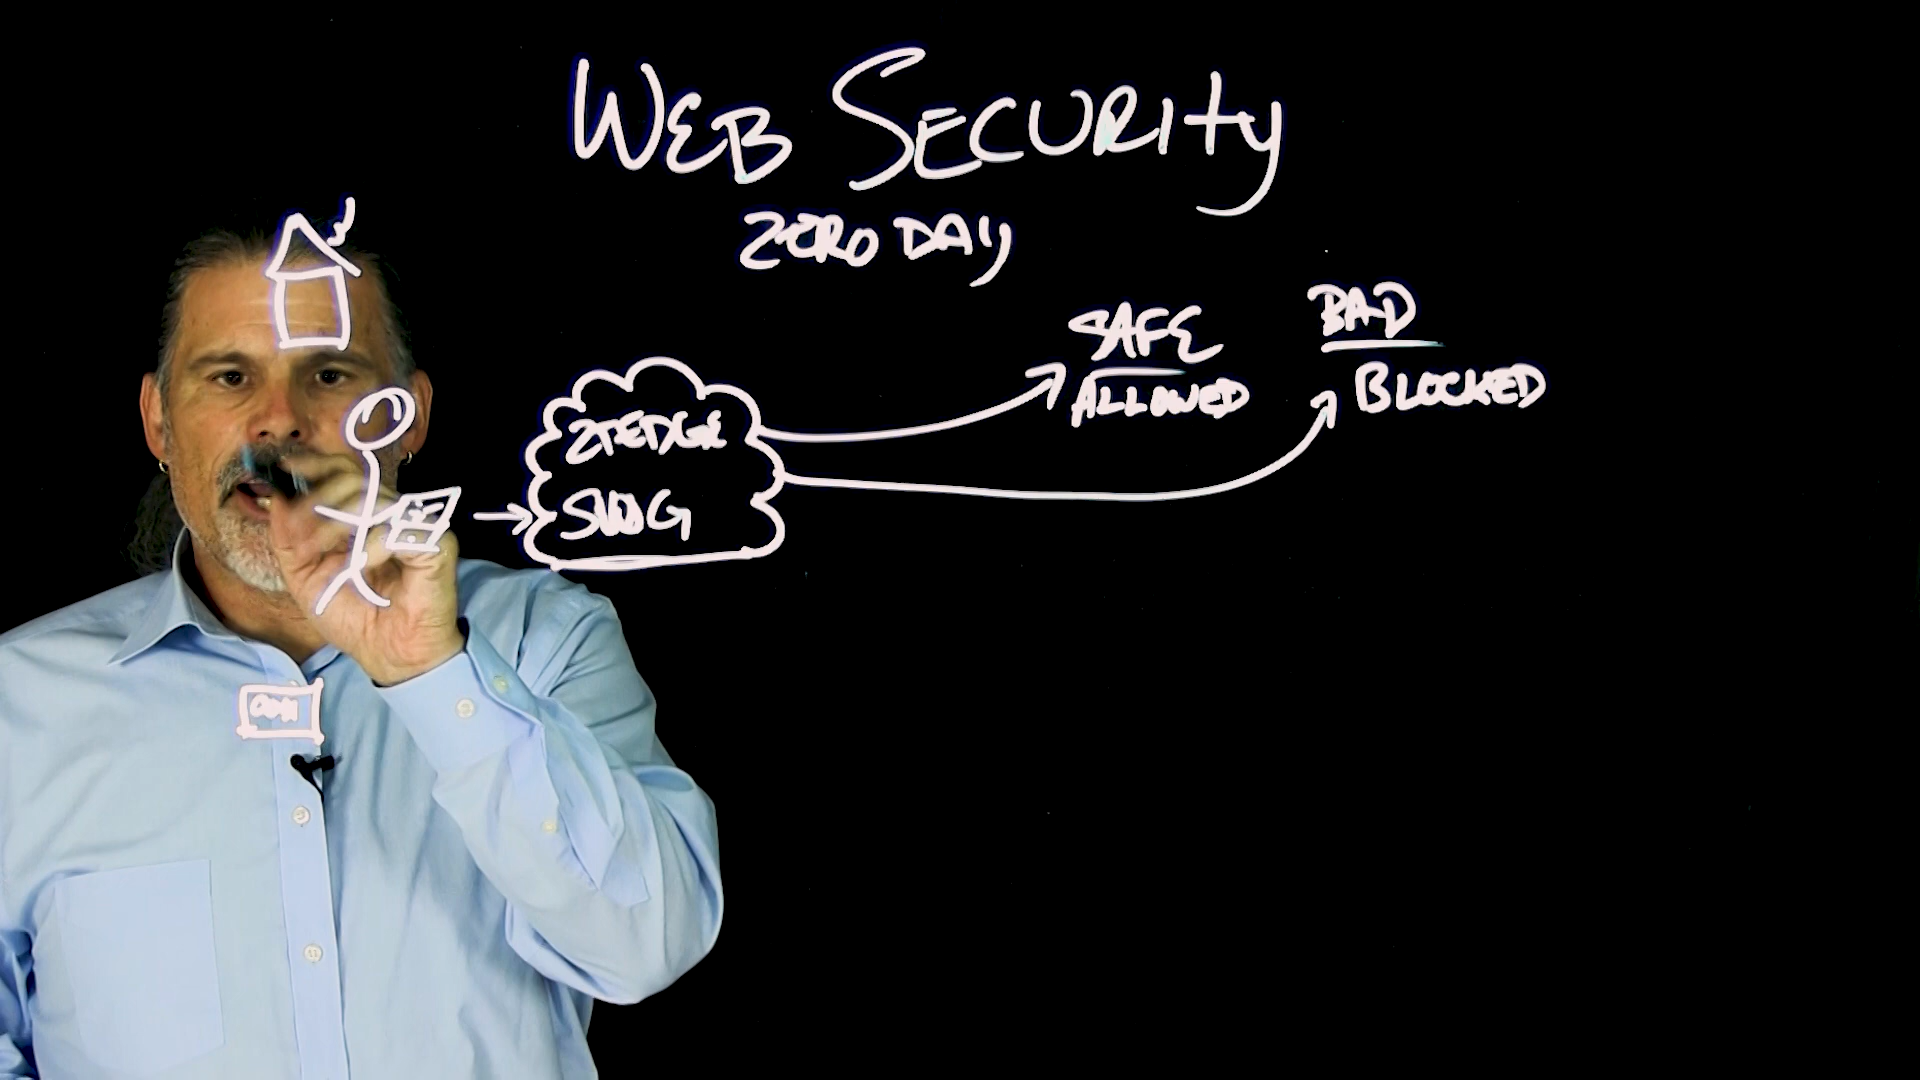 WEB SECURITY
ZERO DAY
SAFE
ALLOWED
BAD
BLOCKED
ZTEDGE
SWG